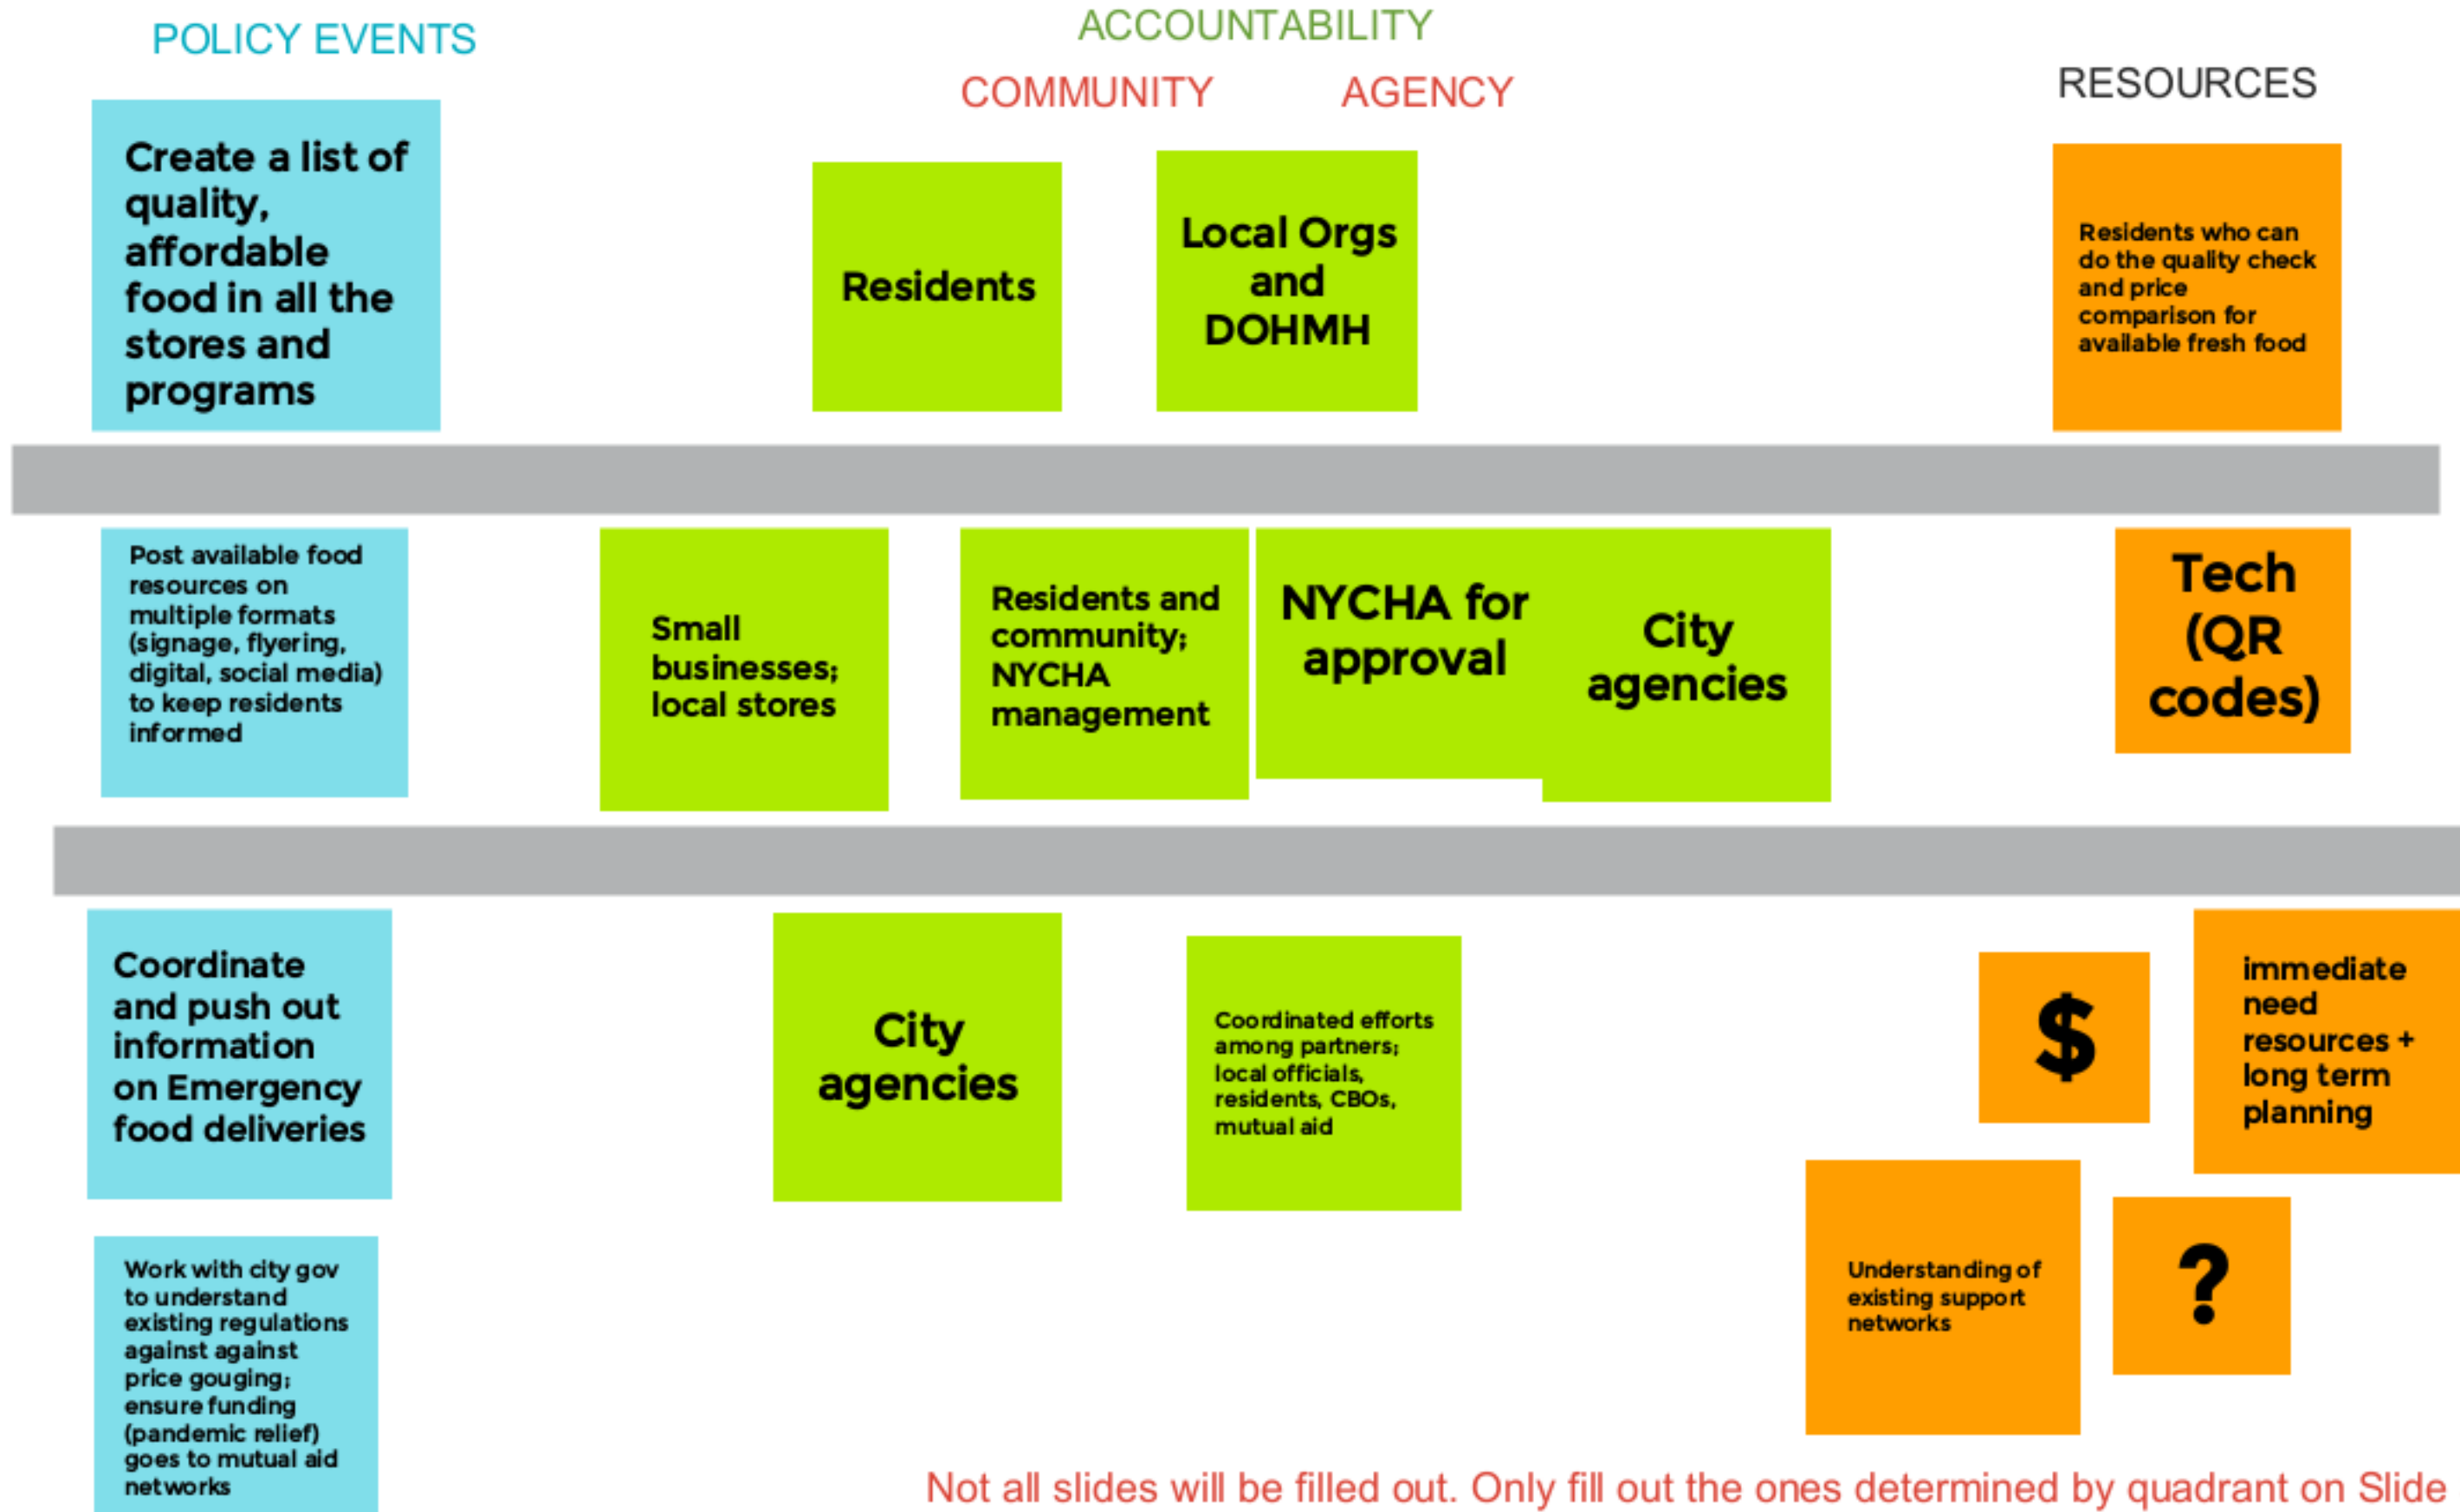 POLICY EVENTS
ACCOUNTABILITY
COMMUNITY
AGENCY
RESOURCES
Create a list of
quality,
affordable
food in all the
stores and
programs
Residents
Local Orgs
and
DOHMH
Residents who can
do the quality check
and price
comparison for
available fresh food
Post available food
resources on
multiple formats
(signage, flyering,
digital, social media)
to keep residents
informed
Small
businesses;
local stores
Residents and
community;
NYCHA
management
NYCHA for
approval
City
agencies
Tech
(QR
codes)
Coordinate
and push out
information
on Emergency
food deliveries
City
agencies
Coordinated efforts
among partners;
local officials,
residents, CBOs,
mutual aid
$
immediate
need
resources +
long term
planning
Understanding of
existing support
networks
?
Work with city gov
to understand
existing regulations
against against
price gouging;
ensure funding
(pandemic relief)
goes to mutual aid
networks
Not all slides will be filled out. Only fill out the ones determined by quadrant on Slide